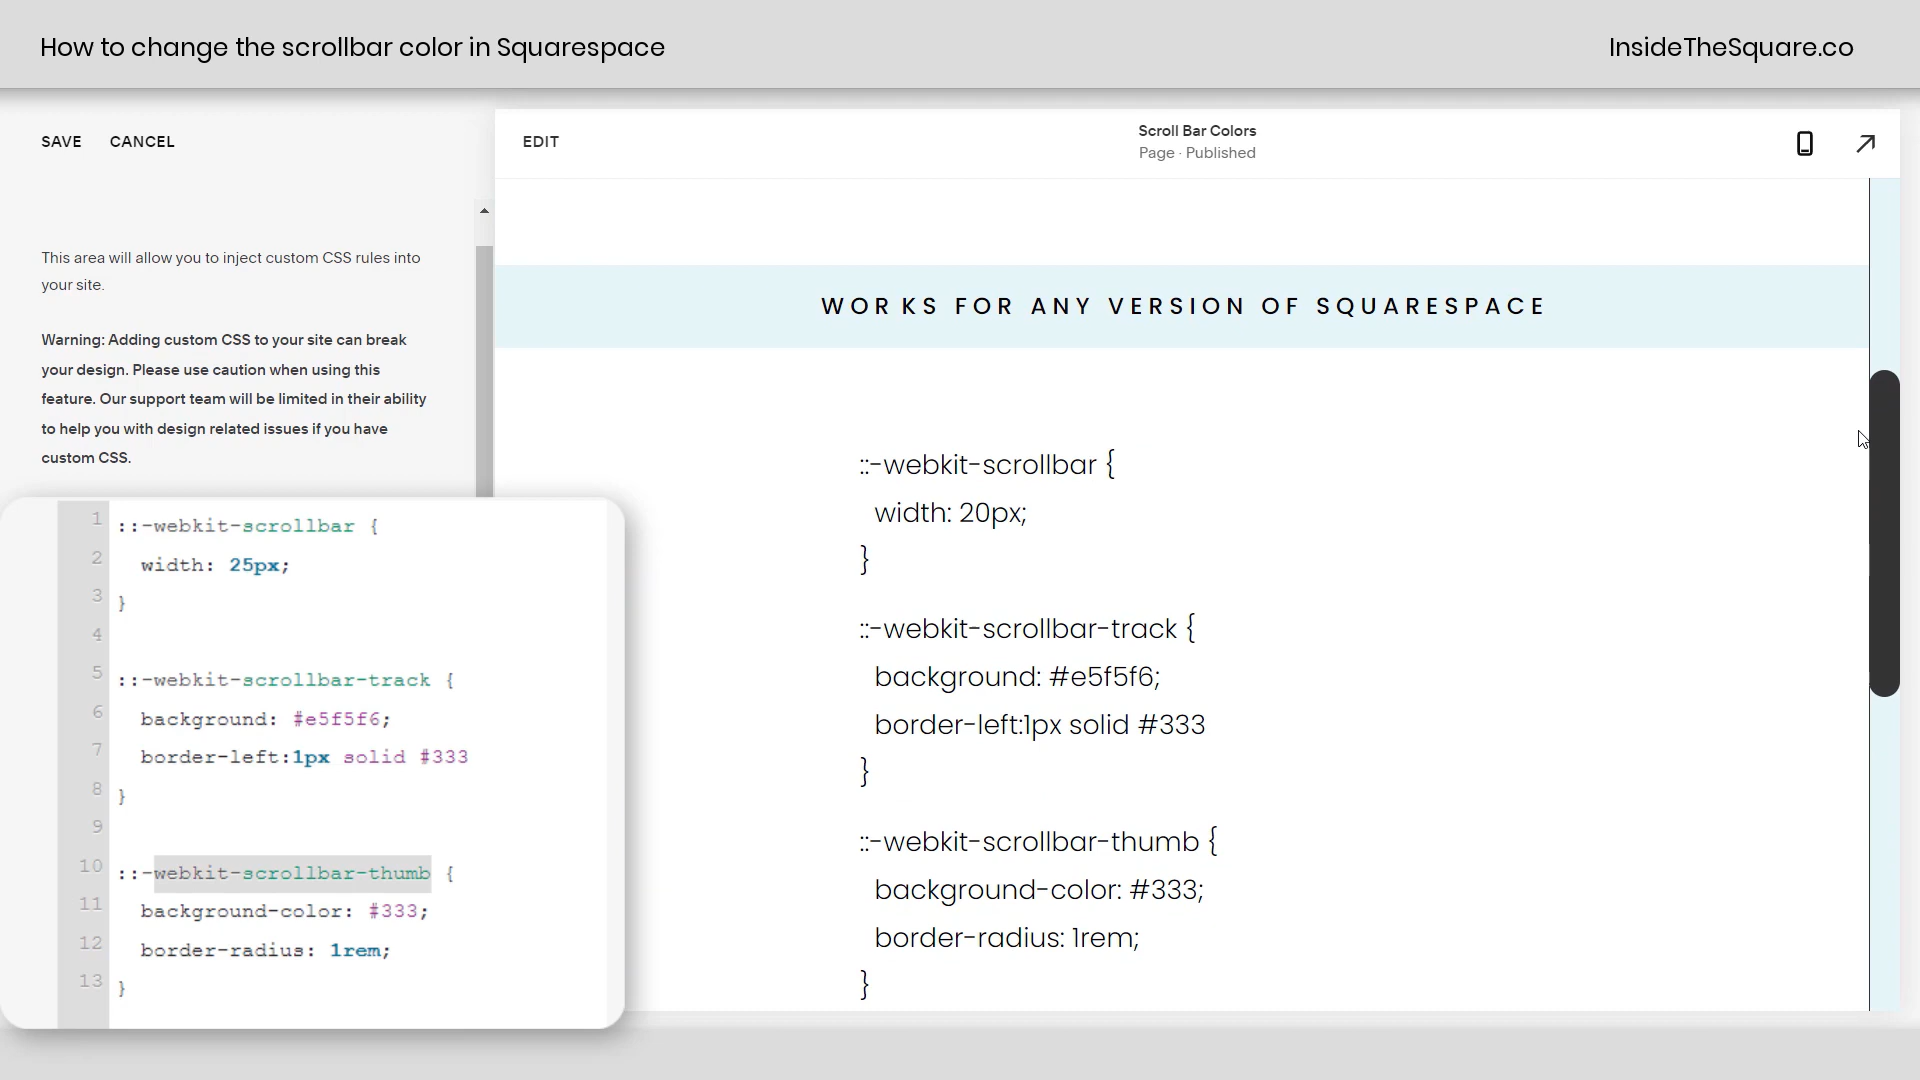 How to change the scrollbar color in Squarespace
InsideTheSquare.co
SAVE CANCEL
EDIT
Scroll Bar Colors
Page · Published
This area will allow you to inject custom CSS rules into
your site.
Warning: Adding custom CSS to your site can break
your design. Please use caution when using this
feature. Our support team will be limited in their ability
to help you with design related issues if you have
custom CSS.
1 ::-webkit-scrollbar {
2 width: 25px;
3 }
4
5 ::-webkit-scrollbar-track {
6 background: #e5f5f6;
7 border-left:1px solid #333
8 }
9
10 ::-webkit-scrollbar-thumb {
11 background-color: #333;
12 border-radius: 1rem;
13 }
WORKS FOR ANY VERSION OF SQUARESPACE
::-webkit-scrollbar {
width: 20px;
}
::-webkit-scrollbar-track {
background: #e5f5f6;
border-left:1px solid #333
}
::-webkit-scrollbar-thumb {
background-color: #333;
border-radius: 1rem;
}